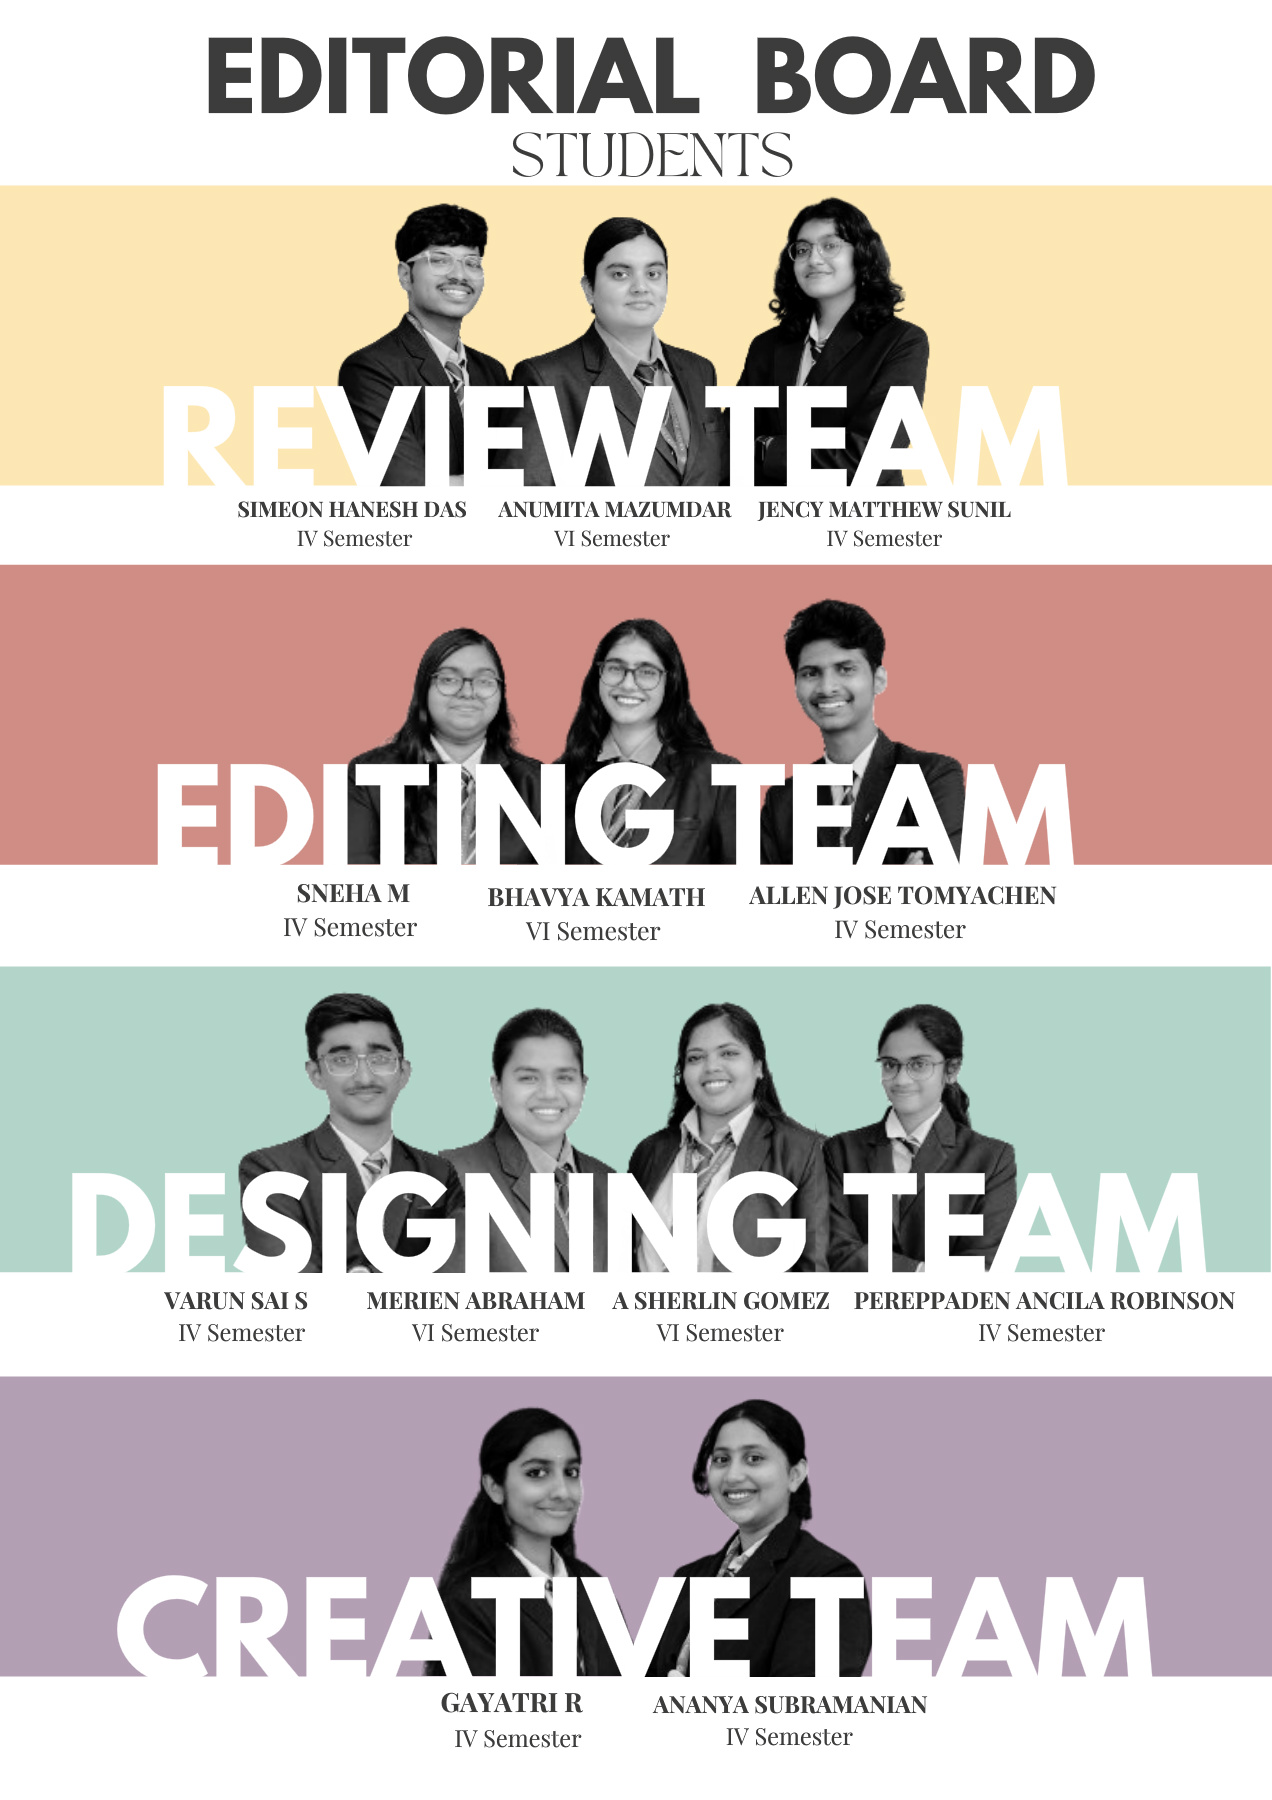 EDITORIAL BOARD
STUDENTS
REVIEW TEAM
SIMEON HANESH DAS ANUMITA MAZUMDAR JENCY MATTHEW SUNIL
IV Semester VI Semester IV Semester
EDITING TEAM
SNEHA M BHAVYA KAMATH ALLEN JOSE TOMYACHEN
IV Semester VI Semester IV Semester
DESIGNING TEAM
VARUN SAI S MERIEN ABRAHAM A SHERLIN GOMEZ PEREPPADEN ANCILA ROBINSON
IV Semester VI Semester VI Semester IV Semester
CREATIVE TEAM
GAYATRI R ANANYA SUBRAMANIAN
IV Semester IV Semester